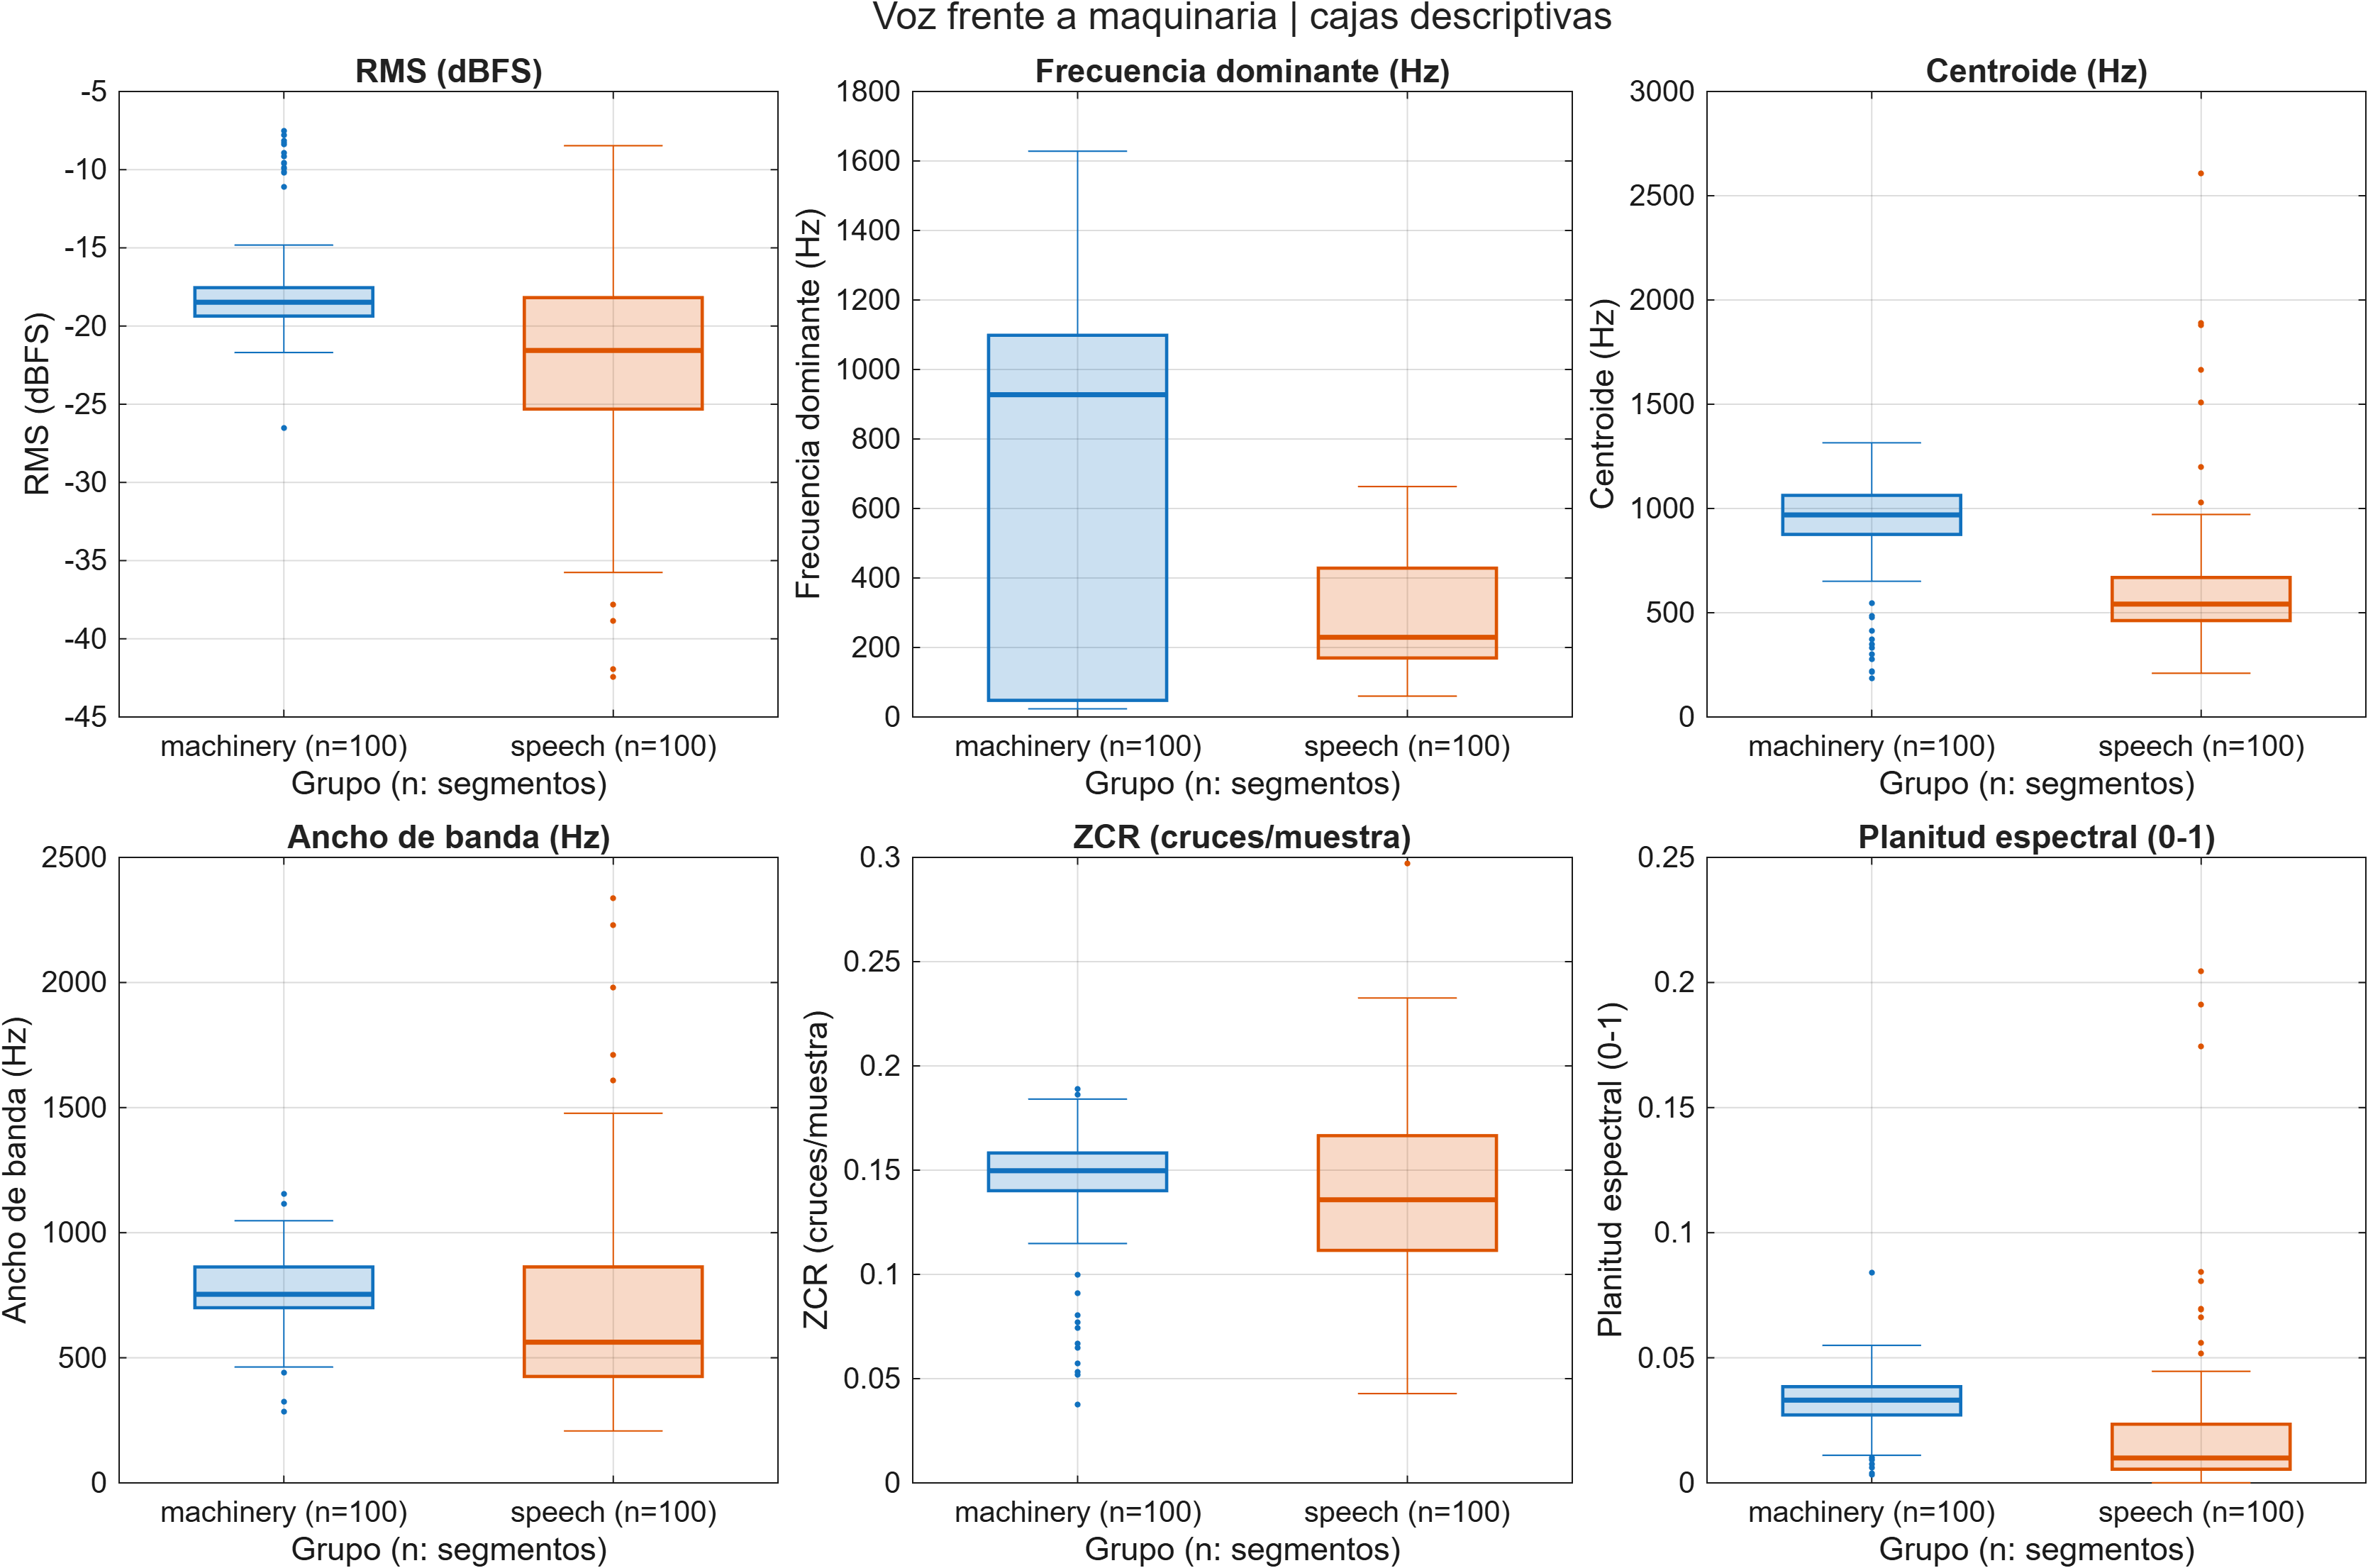 Voz frente a maquinaria | cajas descriptivas
RMS (dBFS)
-5
-10
-15
-20
-25
-30
-35
-40
-45
RMS (dBFS)
machinery (n=100)
speech (n=100)
Grupo (n: segmentos)
Frecuencia dominante (Hz)
1800
1600
1400
1200
1000
800
600
400
200
0
Frecuencia dominante (Hz)
machinery (n=100)
speech (n=100)
Grupo (n: segmentos)
Centroide (Hz)
3000
2500
2000
1500
1000
500
0
Centroide (Hz)
machinery (n=100)
speech (n=100)
Grupo (n: segmentos)
Ancho de banda (Hz)
2500
2000
1500
1000
500
0
Ancho de banda (Hz)
machinery (n=100)
speech (n=100)
Grupo (n: segmentos)
ZCR (cruces/muestra)
0.3
0.25
0.2
0.15
0.1
0.05
0
ZCR (cruces/muestra)
machinery (n=100)
speech (n=100)
Grupo (n: segmentos)
Planitud espectral (0-1)
0.25
0.2
0.15
0.1
0.05
0
Planitud espectral (0-1)
machinery (n=100)
speech (n=100)
Grupo (n: segmentos)